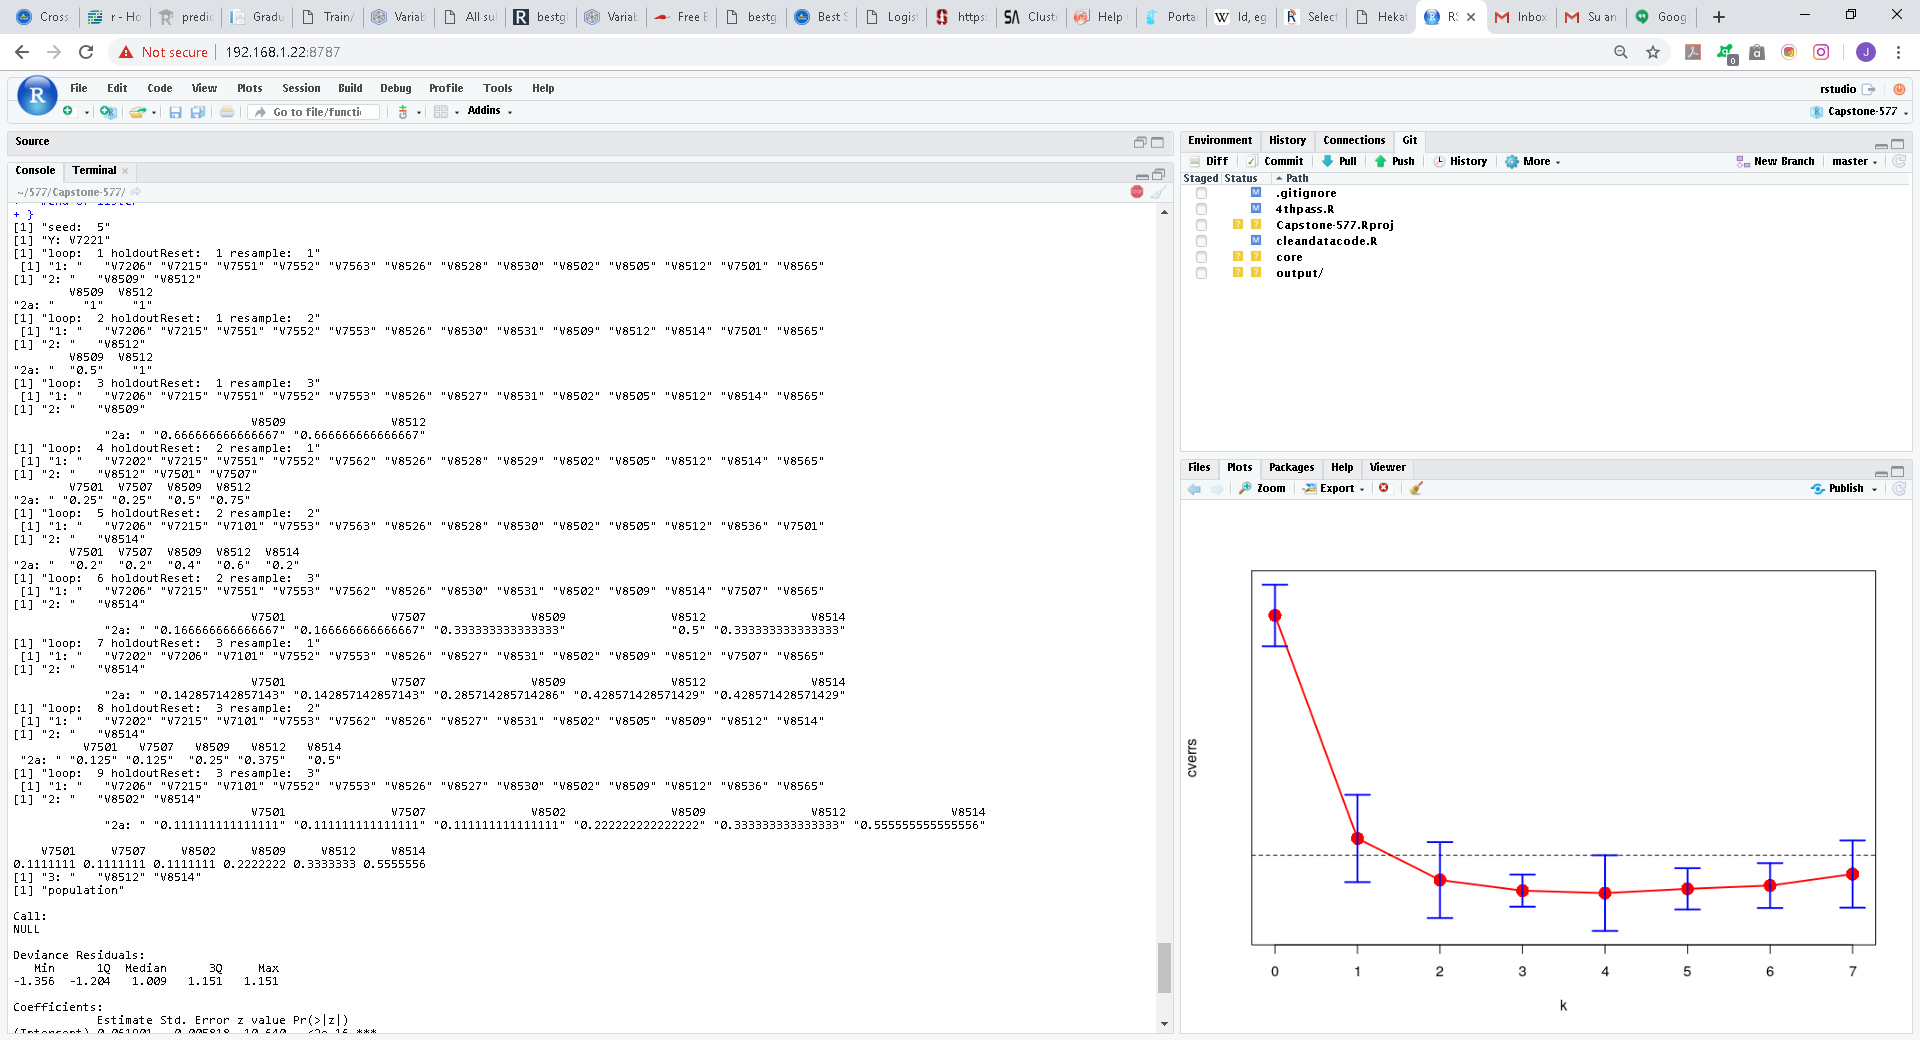 Cross
r - Ho
predic
Gradu
Train/
Variab
All sul
bestgl
Variab
Free E
bestg
Best S
Logist
https:
Cluste
Help
Portal
Id, eg
Select
Hekat
RS
Inbox
Su an
Goog
Not secure | 192.168.1.22:8787
File Edit Code View Plots Session Build Debug Profile Tools Help
rstudio
Go to file/functi Addins
Capstone-577
Source
Console Terminal
~/577/Capstone-577/
+ }
[1] "seed:  5"
[1] "Y: V7221"
[1] "loop:  1 holdoutReset:  1 resample:  1"
[1] "1: "   "V7206" "V7215" "V7551" "V7552" "V7563" "V8526" "V8528" "V8530" "V8502" "V8505" "V8512" "V7501" "V8565"
[1] "2: "   "V8509" "V8512"
V8509  V8512
"2a: "    "1"    "1"
[1] "loop:  2 holdoutReset:  1 resample:  2"
[1] "1: "   "V7206" "V7215" "V7551" "V7552" "V7553" "V8526" "V8530" "V8531" "V8509" "V8512" "V8514" "V7501" "V8565"
[1] "2: "   "V8512"
V8509  V8512
"2a: "  "0.5"    "1"
[1] "loop:  3 holdoutReset:  1 resample:  3"
[1] "1: "   "V7206" "V7215" "V7551" "V7552" "V7553" "V8526" "V8527" "V8531" "V8502" "V8505" "V8512" "V8514" "V8565"
[1] "2: "   "V8509"
V8509 V8512
"2a: " "0.666666666666667" "0.666666666666667"
[1] "loop:  4 holdoutReset:  2 resample:  1"
[1] "1: "   "V7202" "V7215" "V7551" "V7552" "V7562" "V8526" "V8528" "V8529" "V8502" "V8505" "V8512" "V8514" "V8565"
[1] "2: "   "V8512" "V7501" "V7507"
V7501  V7507  V8509  V8512
"2a: " "0.25" "0.25"  "0.5" "0.75"
[1] "loop:  5 holdoutReset:  2 resample:  2"
[1] "1: "   "V7206" "V7215" "V7101" "V7553" "V7563" "V8526" "V8528" "V8530" "V8502" "V8505" "V8512" "V8536" "V7501"
[1] "2: "   "V8514"
V7501  V7507  V8509  V8512  V8514
"2a: "  "0.2"  "0.2"  "0.4"  "0.6"  "0.2"
[1] "loop:  6 holdoutReset:  2 resample:  3"
[1] "1: "   "V7206" "V7215" "V7551" "V7553" "V7562" "V8526" "V8530" "V8531" "V8502" "V8509" "V8514" "V7507" "V8565"
[1] "2: "   "V8514"
V7501 V7507 V8509 V8512 V8514
"2a: " "0.166666666666667" "0.166666666666667" "0.333333333333333" "0.5" "0.333333333333333"
[1] "loop:  7 holdoutReset:  3 resample:  1"
[1] "1: "   "V7202" "V7206" "V7101" "V7552" "V7553" "V8526" "V8527" "V8531" "V8502" "V8509" "V8512" "V7507" "V8565"
[1] "2: "   "V8514"
V7501 V7507 V8509 V8512 V8514
"2a: " "0.142857142857143" "0.142857142857143" "0.285714285714286" "0.428571428571429" "0.428571428571429"
[1] "loop:  8 holdoutReset:  3 resample:  2"
[1] "1: "   "V7202" "V7215" "V7101" "V7553" "V7562" "V8526" "V8527" "V8531" "V8502" "V8505" "V8509" "V8512" "V8514"
[1] "2: "   "V8514"
V7501   V7507   V8509   V8512   V8514
"2a: " "0.125" "0.125"  "0.25" "0.375"   "0.5"
[1] "loop:  9 holdoutReset:  3 resample:  3"
[1] "1: "   "V7206" "V7215" "V7101" "V7552" "V7553" "V8526" "V8527" "V8530" "V8502" "V8509" "V8512" "V8536" "V8565"
[1] "2: "   "V8502" "V8514"
V7501 V7507 V8502 V8509 V8512 V8514
"2a: " "0.111111111111111" "0.111111111111111" "0.111111111111111" "0.222222222222222" "0.333333333333333" "0.555555555555556"
V7501     V7507     V8502     V8509     V8512     V8514
0.1111111 0.1111111 0.1111111 0.2222222 0.3333333 0.5555556
[1] "3: "   "V8512" "V8514"
[1] "population"
Call:
NULL
Deviance Residuals:
Min      1Q  Median      3Q     Max
-1.356  -1.204   1.009   1.151   1.151
Coefficients:
Estimate Std. Error z value Pr(>|z|)
Environment History Connections Git
Diff Commit Pull Push History More New Branch master
Staged Status Path
M .gitignore
M 4thpass.R
? ? Capstone-577.Rproj
M cleandatacode.R
? ? core
? ? output/
Files Plots Packages Help Viewer
Zoom Export Publish
cverrs
0 1 2 3 4 5 6 7
k